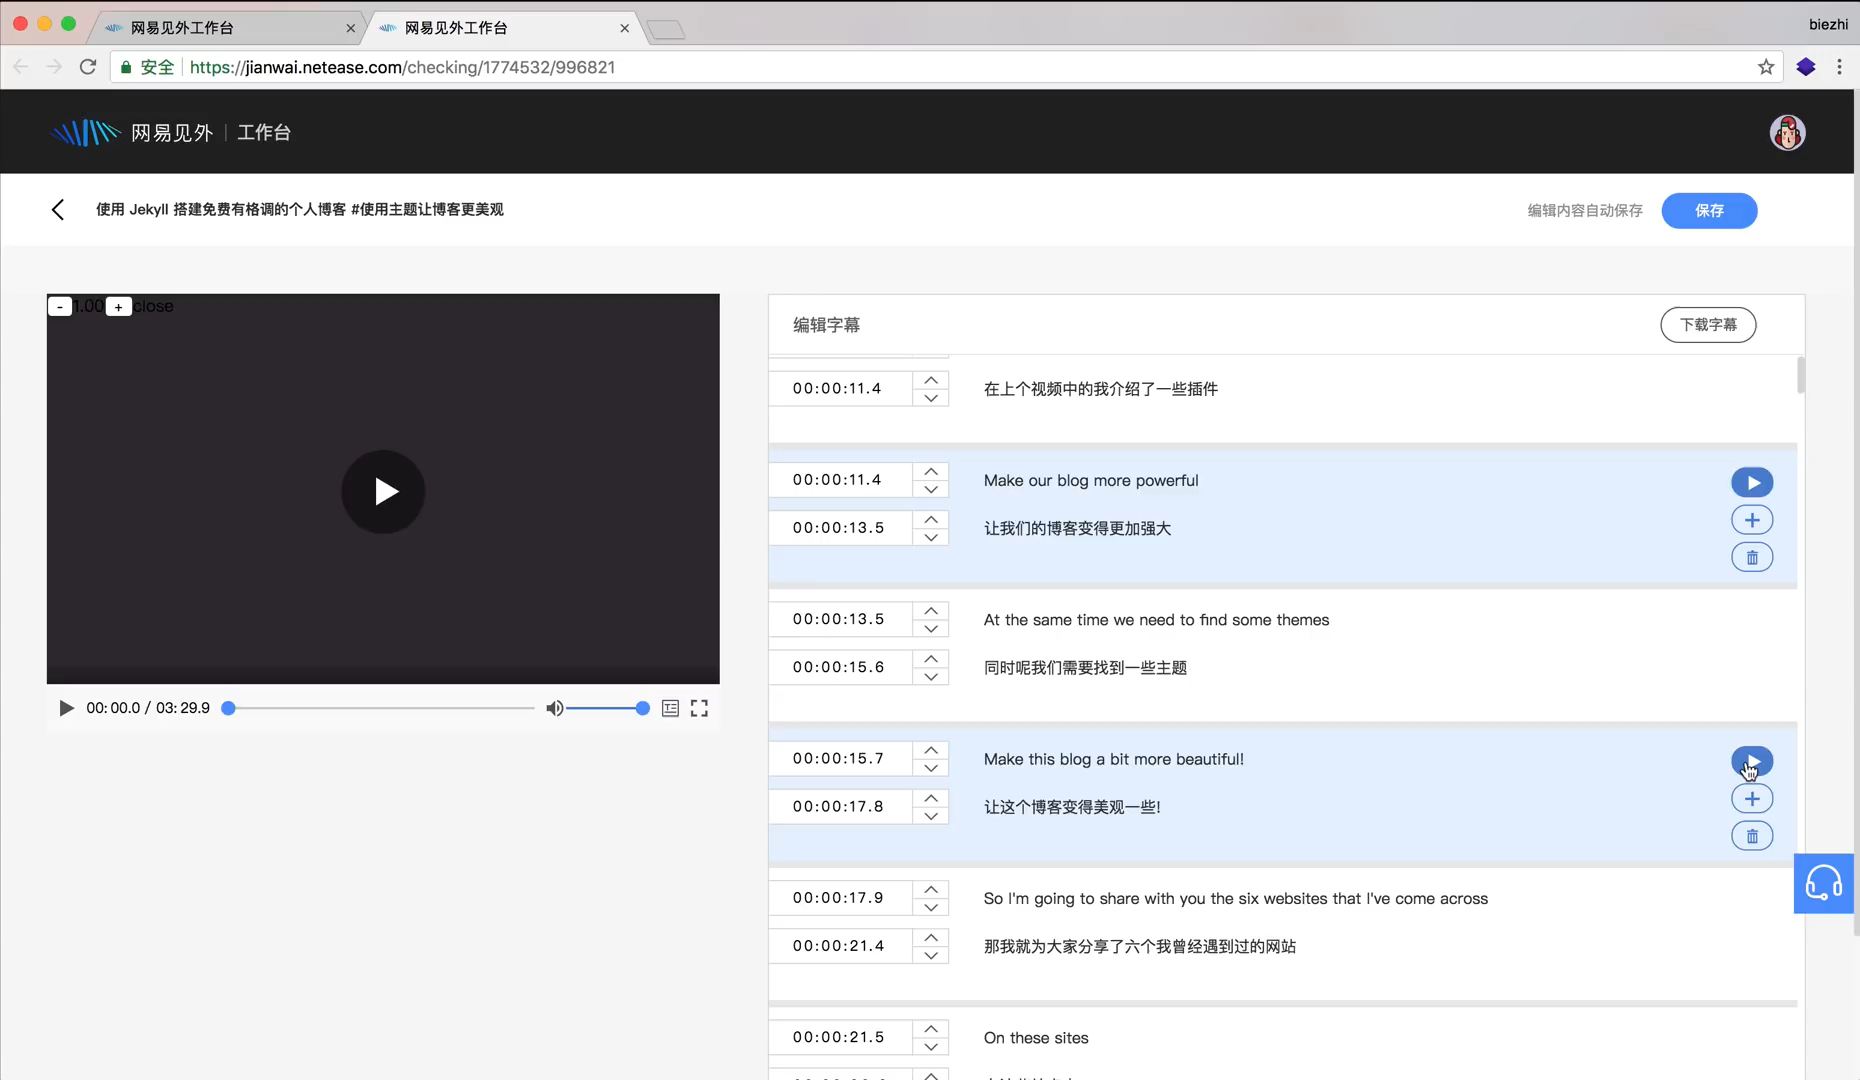 网易见外工作台
网易见外工作台
biezhi
安全 https://jianwai.netease.com/checking/1774532/996821
网易见外 工作台
使用 Jekyll 搭建免费有格调的个人博客 #使用主题让博客更美观
编辑内容自动保存
保存
- 1.00 + close
00:00.0 / 03:29.9
编辑字幕
下载字幕
00:00:11.4
在上个视频中的我介绍了一些插件
00:00:11.4
Make our blog more powerful
00:00:13.5
让我们的博客变得更加强大
00:00:13.5
At the same time we need to find some themes
00:00:15.6
同时呢我们需要找到一些主题
00:00:15.7
Make this blog a bit more beautiful!
00:00:17.8
让这个博客变得美观一些!
00:00:17.9
So I'm going to share with you the six websites that I've come across
00:00:21.4
那我就为大家分享了六个我曾经遇到过的网站
00:00:21.5
On these sites